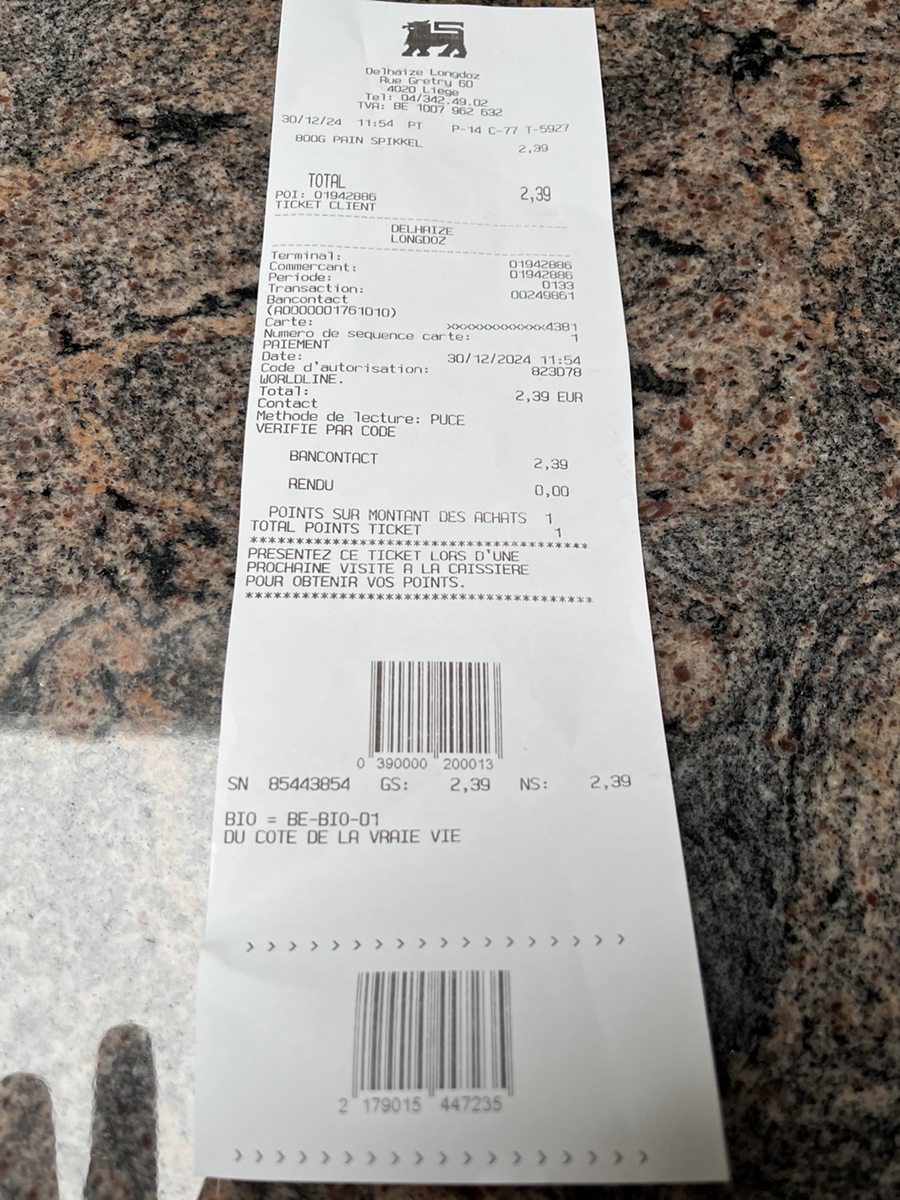 Delhaize Longdoz
Rue Gretry 60
4020 Liege
Tel: 04/342.49.02
TVA: BE 1007 962 632
30/12/24 11:54 PT P-14 C-77 T-5927
800G PAIN SPIKKEL 2,39
TOTAL 2,39
POI: 01942886
TICKET CLIENT
DELHAIZE
LONGDOZ
Terminal: 01942886
Commercant: 01942886
Periode: 0133
Transaction: 00249861
Bancontact
(A0000001761010)
Carte: xxxxxxxxxxxxx4381
Numero de sequence carte: 1
PAIEMENT
Date: 30/12/2024 11:54
Code d'autorisation: 823078
WORLDLINE.
Total: 2,39 EUR
Contact
Methode de lecture: PUCE
VERIFIE PAR CODE
BANCONTACT 2,39
RENDU 0,00
POINTS SUR MONTANT DES ACHATS 1
TOTAL POINTS TICKET 1
***************************************
PRESENTEZ CE TICKET LORS D'UNE
PROCHAINE VISITE A LA CAISSIERE
POUR OBTENIR VOS POINTS.
***************************************
0 390000 200013
SN 85443854 GS: 2,39 NS: 2,39
BIO = BE-BIO-01
DU COTE DE LA VRAIE VIE
> > > > > > > > > > > > > > > > > >
2 179015 447235
> > > > > > > > > > > > > > > > > >